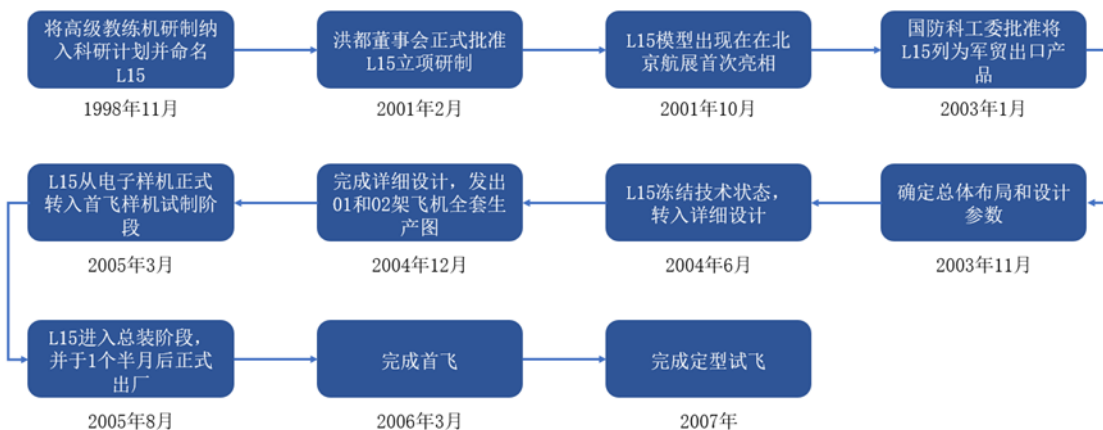 将高级教练机研制纳
入科研计划并命名
L15
1998年11月
洪都董事会正式批准
L15立项研制
2001年2月
L15模型出现在在北
京航展首次亮相
2001年10月
国防科工委批准将
L15列为军贸出口产
品
2003年1月
确定总体布局和设计
参数
2003年11月
L15冻结技术状态，
转入详细设计
2004年6月
完成详细设计，发出
01和02架飞机全套生
产图
2004年12月
L15从电子样机正式
转入首飞样机试制阶
段
2005年3月
L15进入总装阶段，
并于1个半月后正式
出厂
2005年8月
完成首飞
2006年3月
完成定型试飞
2007年